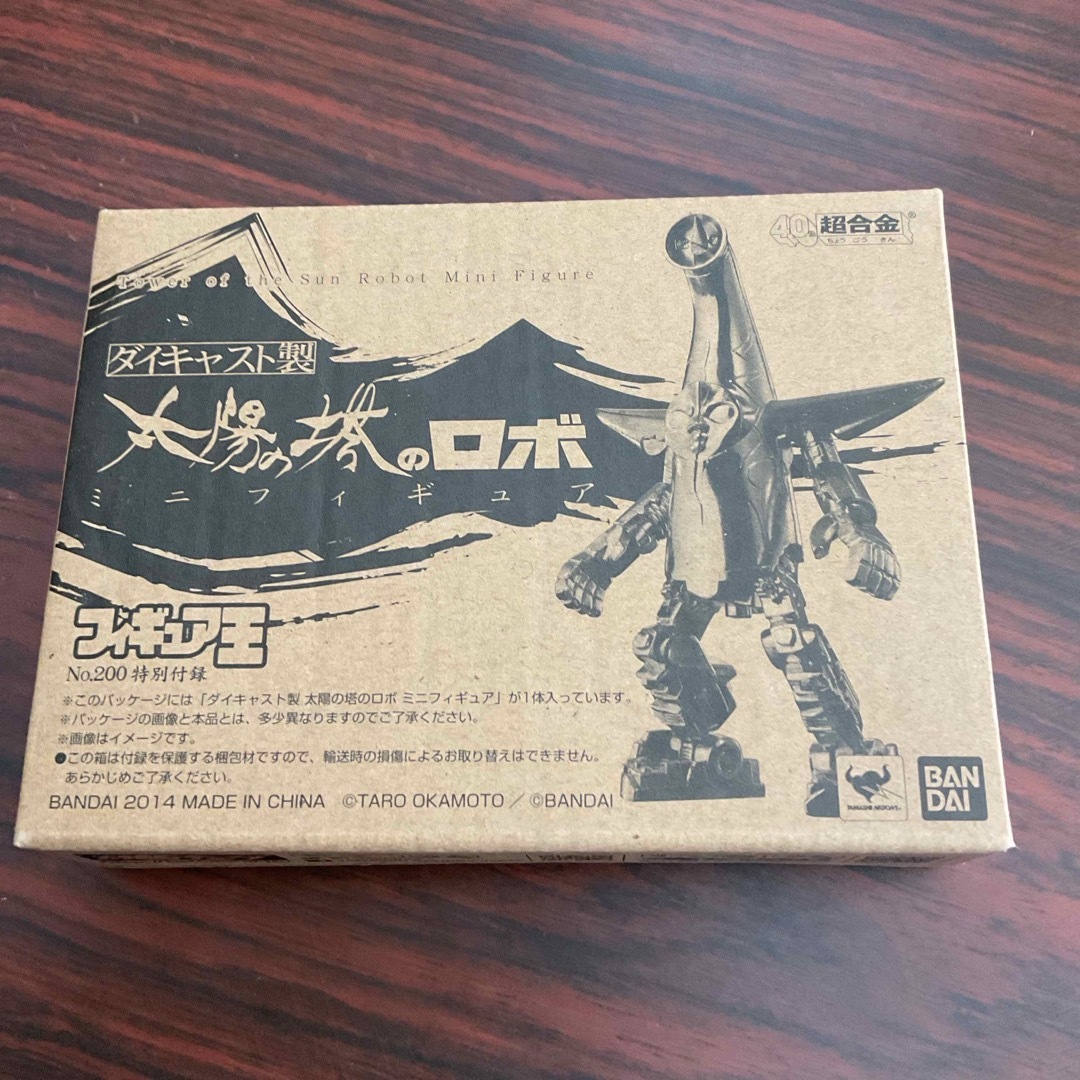 Tower of the Sun Robot Mini Figure
40th 超合金®
ちょうごうきん
ダイキャスト製
太陽の塔のロボ
ミニフィギュア
フィギュア王
No.200 特別付録
※このパッケージには「ダイキャスト製 太陽の塔のロボ ミニフィギュア」が1体入っています。
※パッケージの画像と本品とは、多少異なりますのでご了承ください。
※画像はイメージです。
●この箱は付録を保護する梱包材ですので、輸送時の損傷によるお取り替えはできません。
あらかじめご了承ください。
BANDAI 2014 MADE IN CHINA ©TARO OKAMOTO／©BANDAI
TAMASHII NATIONS
BAN
DAI